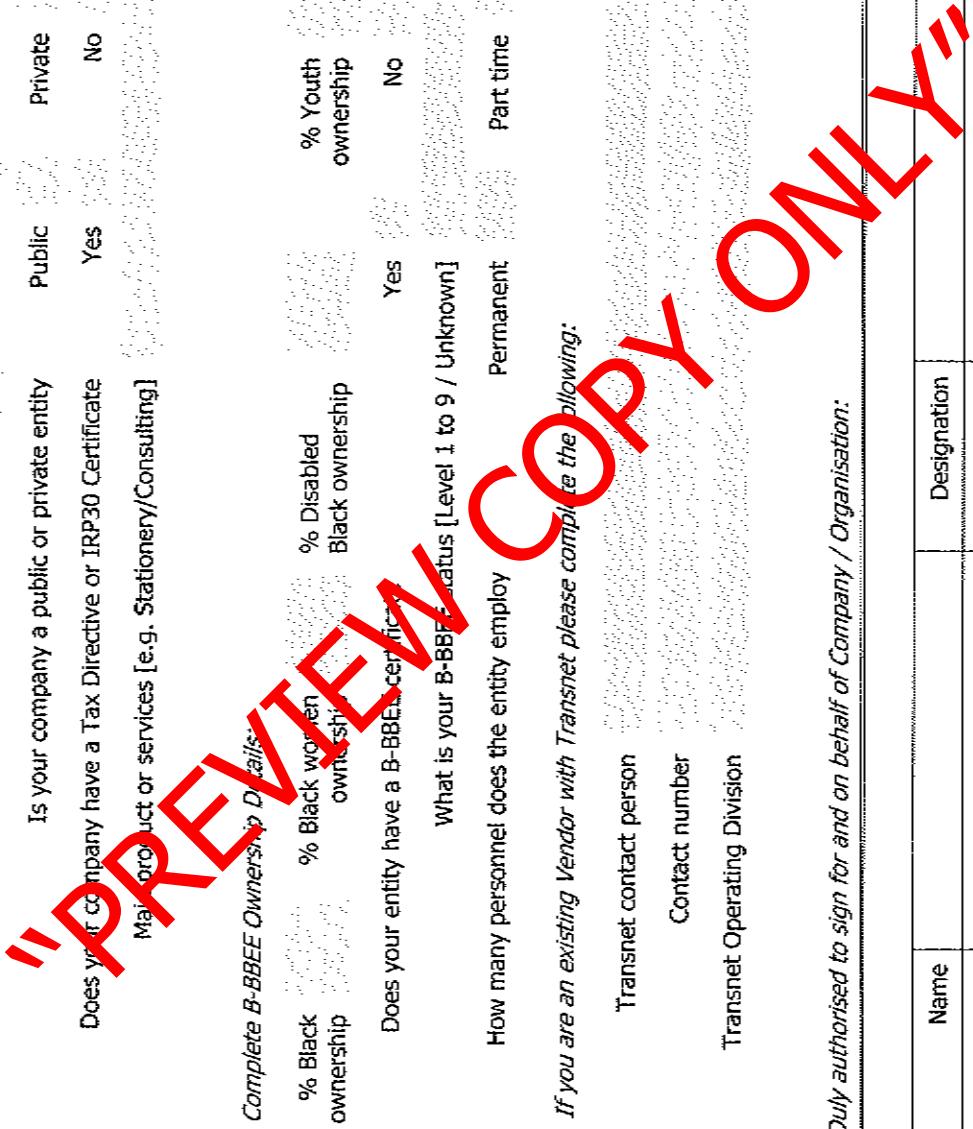 Is your company a public or private entity Public Private
Does your company have a Tax Directive or IRP30 Certificate Yes No
Main product or services [e.g. Stationery/Consulting]
Complete B-BBEE Ownership Details:
% Black ownership % Black women ownership % Disabled Black ownership % Youth ownership
Does your entity have a B-BBEE certificate Yes No
What is your B-BBEE status [Level 1 to 9 / Unknown]
How many personnel does the entity employ Permanent Part time
If you are an existing Vendor with Transnet please complete the following:
Transnet contact person
Contact number
Transnet Operating Division
Duly authorised to sign for and on behalf of Company / Organisation:
Name Designation
"PREVIEW COPY ONLY"